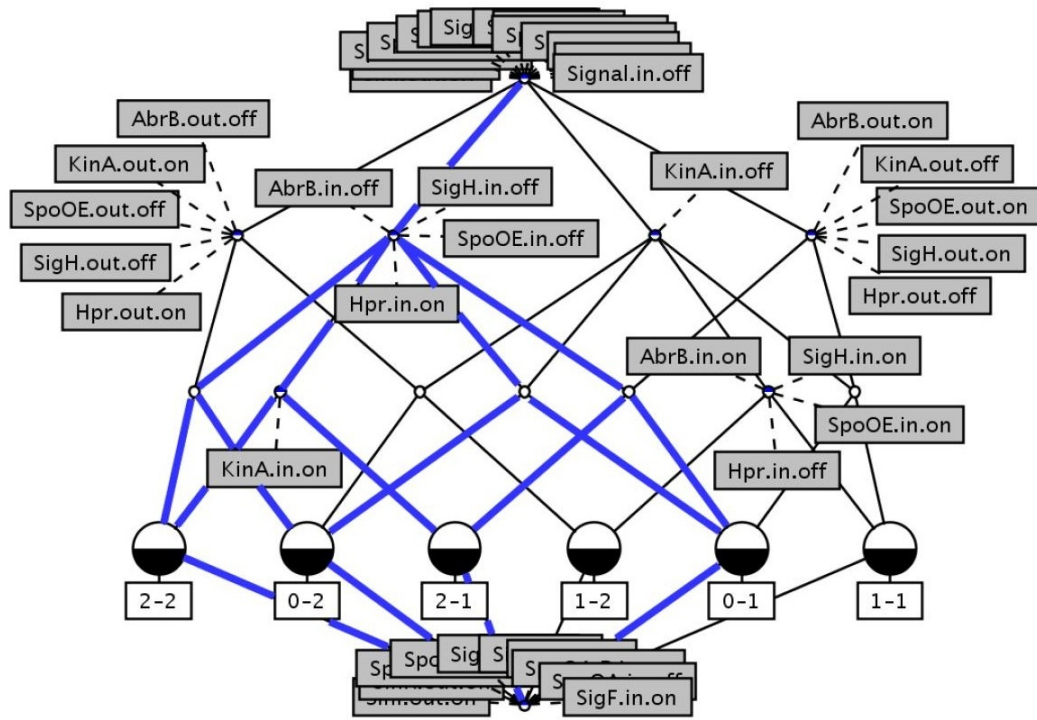 Sig
Signal.in.off
AbrB.out.off
AbrB.out.on
KinA.out.on
KinA.in.off
KinA.out.off
AbrB.in.off
SigH.in.off
SpoOE.out.off
SpoOE.out.on
SpoOE.in.off
SigH.out.off
SigH.out.on
Hpr.out.on
Hpr.in.on
Hpr.out.off
AbrB.in.on
SigH.in.on
SpoOE.in.on
KinA.in.on
Hpr.in.off
2-2
0-2
2-1
1-2
0-1
1-1
Spo
Sig
SigF.in.on